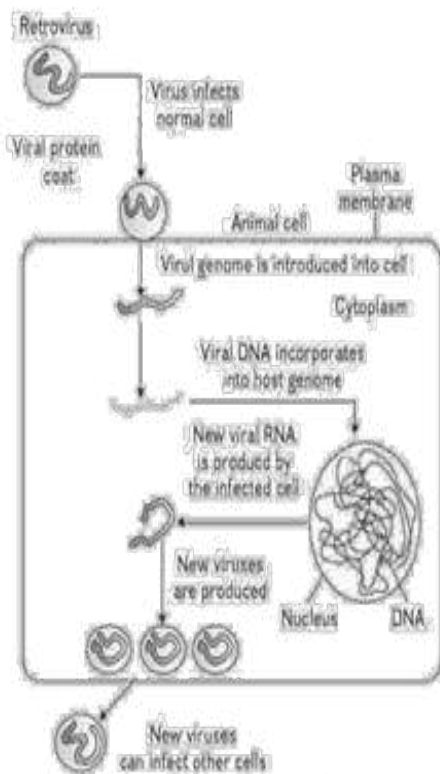 Retrovirus
Virus infects
normal cell
Viral protein
coat
Plasma
membrane
Animal cell
Virul genome is introduced into cell
Cytoplasm
Viral DNA incorporates
into host genome
New viral RNA
is produced by
the infected cell
New viruses
are produced
Nucleus
DNA
New viruses
can infect other cells